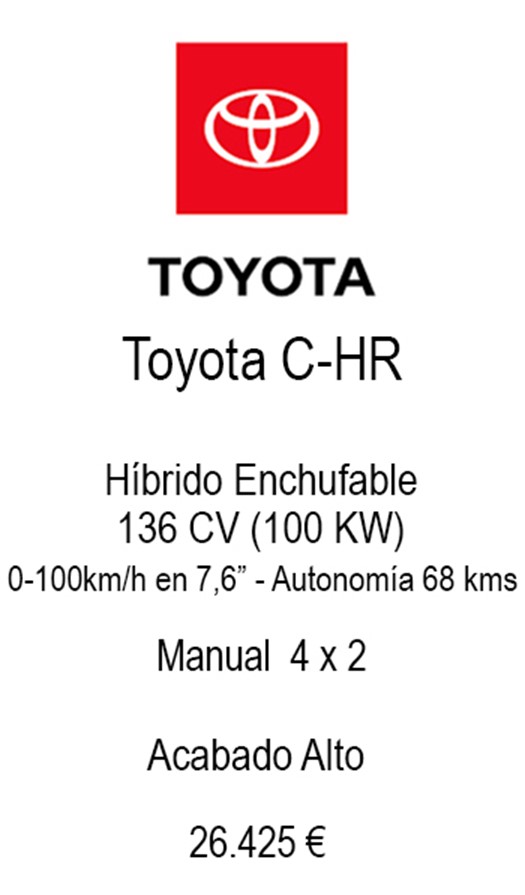 TOYOTA
Toyota C-HR
Híbrido Enchufable
136 CV (100 KW)
0-100km/h en 7,6” - Autonomía 68 kms
Manual 4 x 2
Acabado Alto
26.425 €